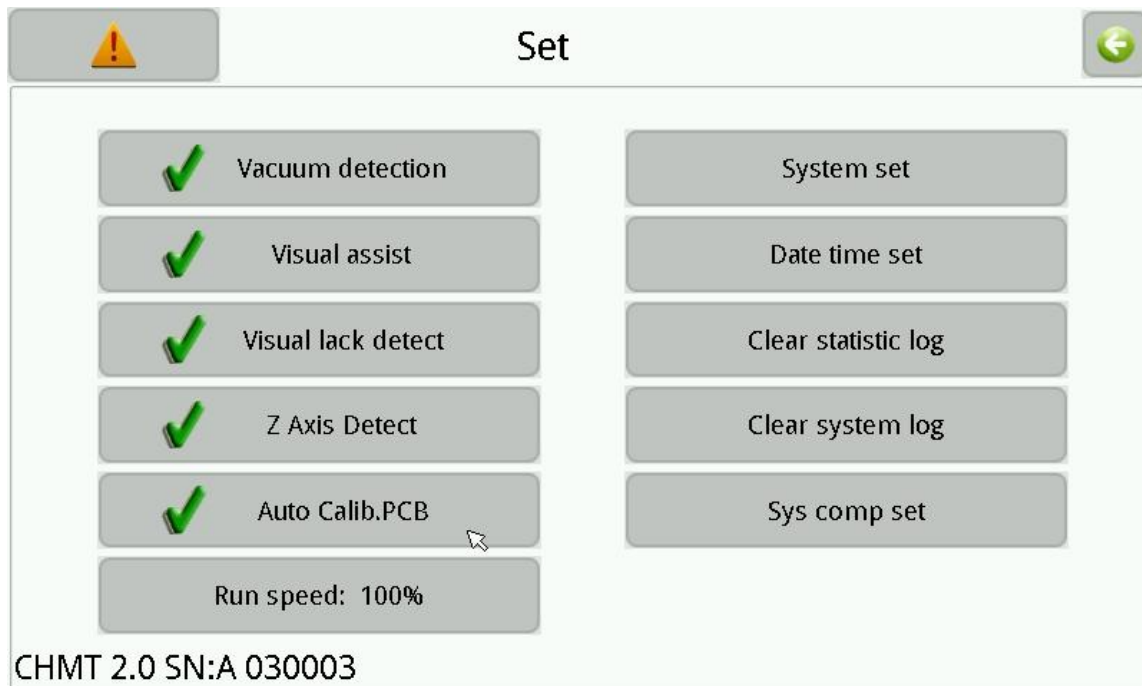 Set
Vacuum detection
System set
Visual assist
Date time set
Visual lack detect
Clear statistic log
Z Axis Detect
Clear system log
Auto Calib.PCB
Sys comp set
Run speed: 100%
CHMT 2.0 SN:A 030003